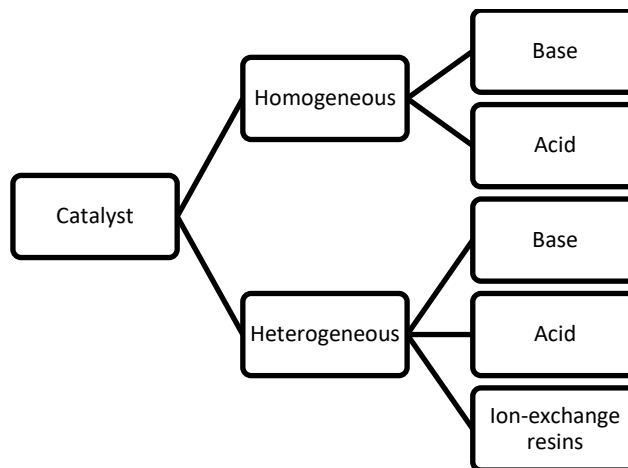 Catalyst
Homogeneous
Base
Acid
Heterogeneous
Base
Acid
Ion-exchange
resins